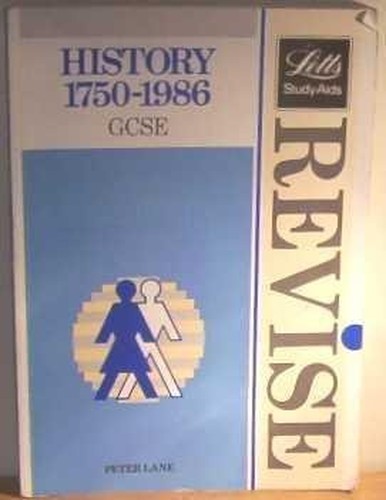 HISTORY
1750-1986
GCSE
Letts
Study Aids
REVISE
PETER LANE